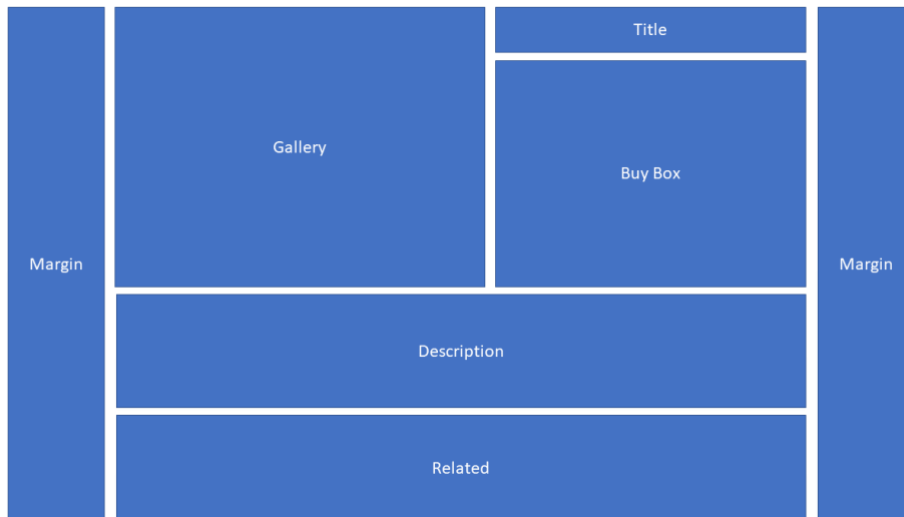 Margin
Gallery
Title
Buy Box
Description
Related
Margin